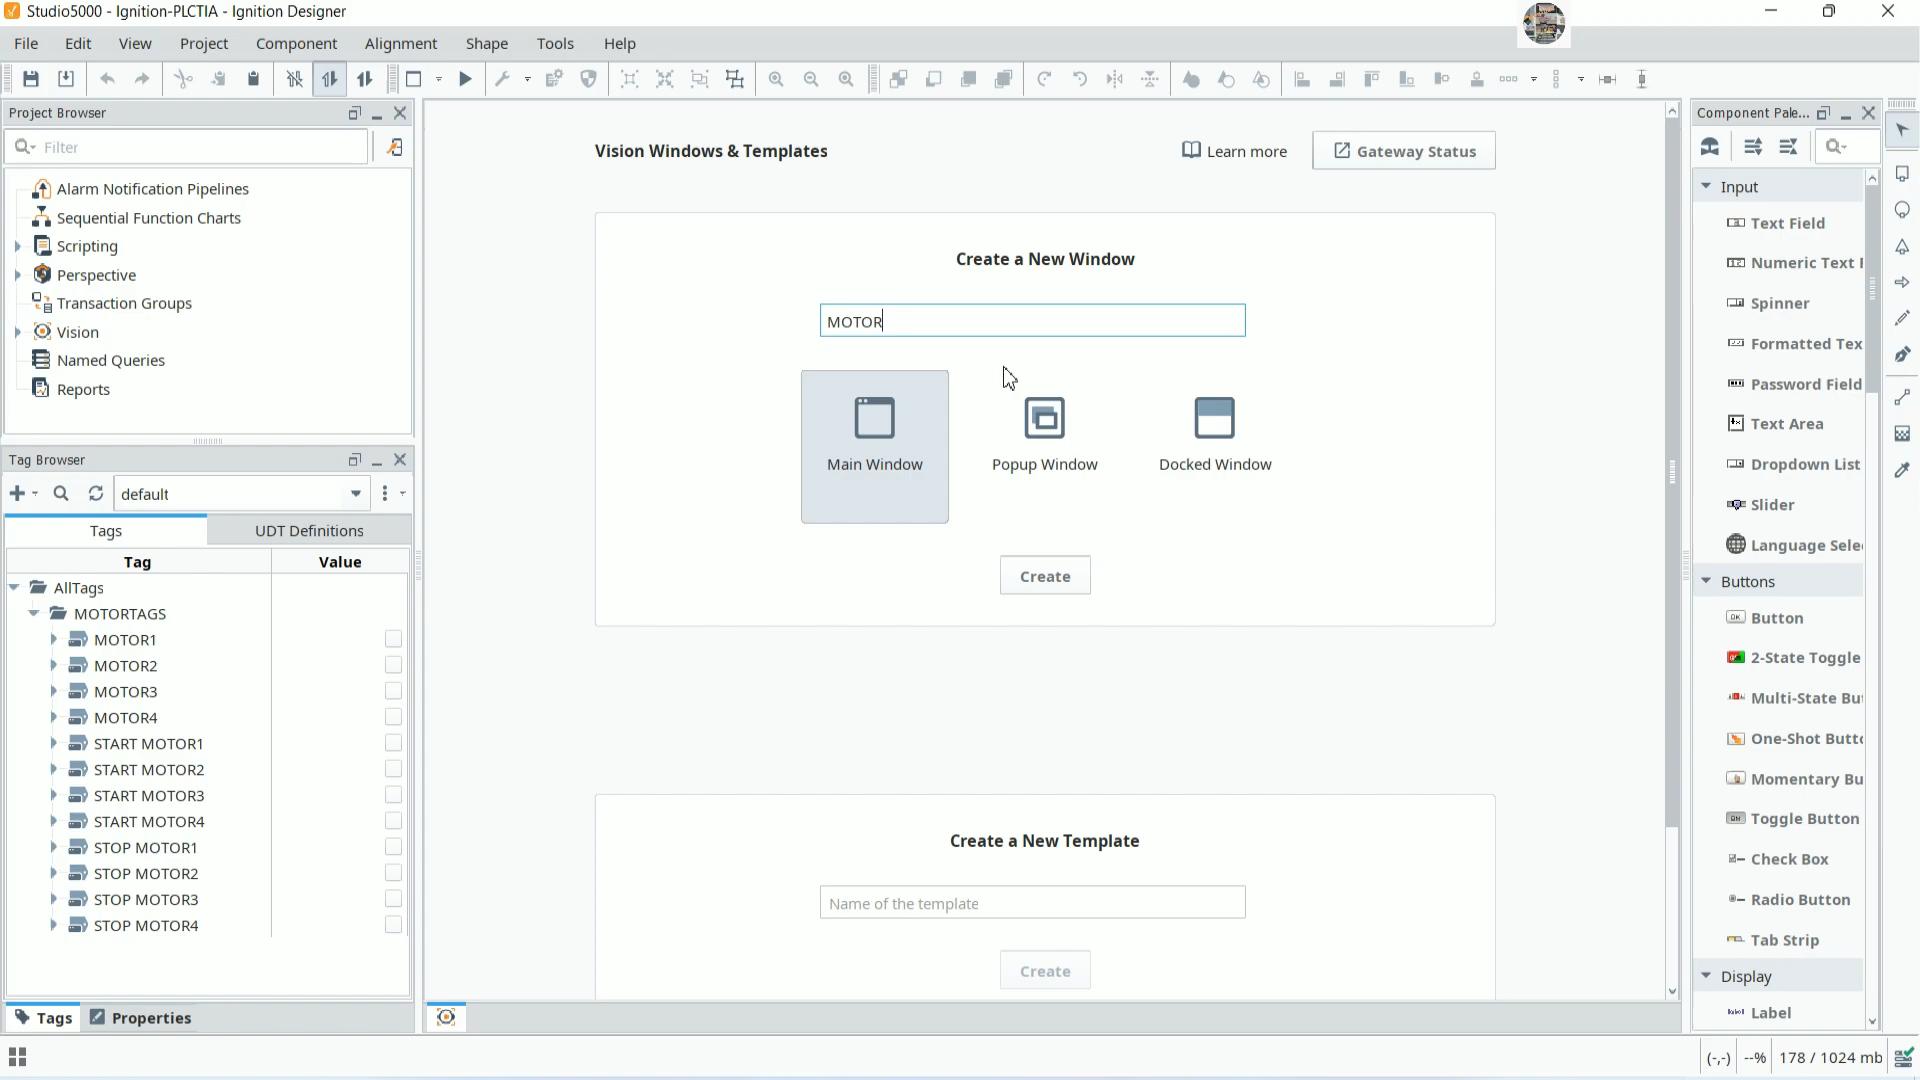 Studio5000 - Ignition-PLCTIA - Ignition Designer
File Edit View Project Component Alignment Shape Tools Help
Project Browser
Filter
Alarm Notification Pipelines
Sequential Function Charts
Scripting
Perspective
Transaction Groups
Vision
Named Queries
Reports
Tag Browser
default
Tags UDT Definitions
Tag Value
AllTags
MOTORTAGS
MOTOR1
MOTOR2
MOTOR3
MOTOR4
START MOTOR1
START MOTOR2
START MOTOR3
START MOTOR4
STOP MOTOR1
STOP MOTOR2
STOP MOTOR3
STOP MOTOR4
Tags Properties
Vision Windows & Templates
Learn more
Gateway Status
Create a New Window
MOTOR
Main Window Popup Window Docked Window
Create
Create a New Template
Name of the template
Create
Component Pale...
Input
Text Field
Numeric Text F
Spinner
Formatted Tex
Password Field
Text Area
Dropdown List
Slider
Language Sele
Buttons
Button
2-State Toggle
Multi-State Bu
One-Shot Butto
Momentary Bu
Toggle Button
Check Box
Radio Button
Tab Strip
Display
Label
(-,-) --% 178 / 1024 mb